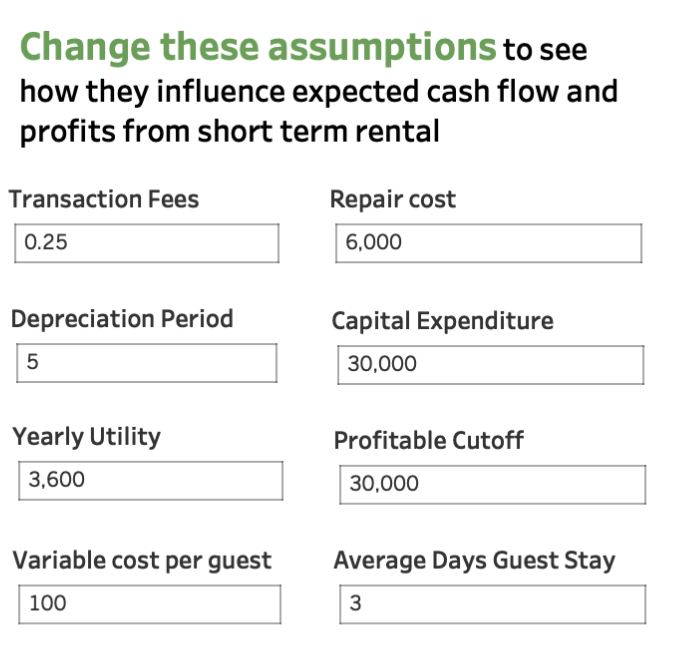 Change these assumptions to see
how they influence expected cash flow and
profits from short term rental
Transaction Fees
0.25
Repair cost
6,000
Depreciation Period
5
Capital Expenditure
30,000
Yearly Utility
3,600
Profitable Cutoff
30,000
Variable cost per guest
100
Average Days Guest Stay
3